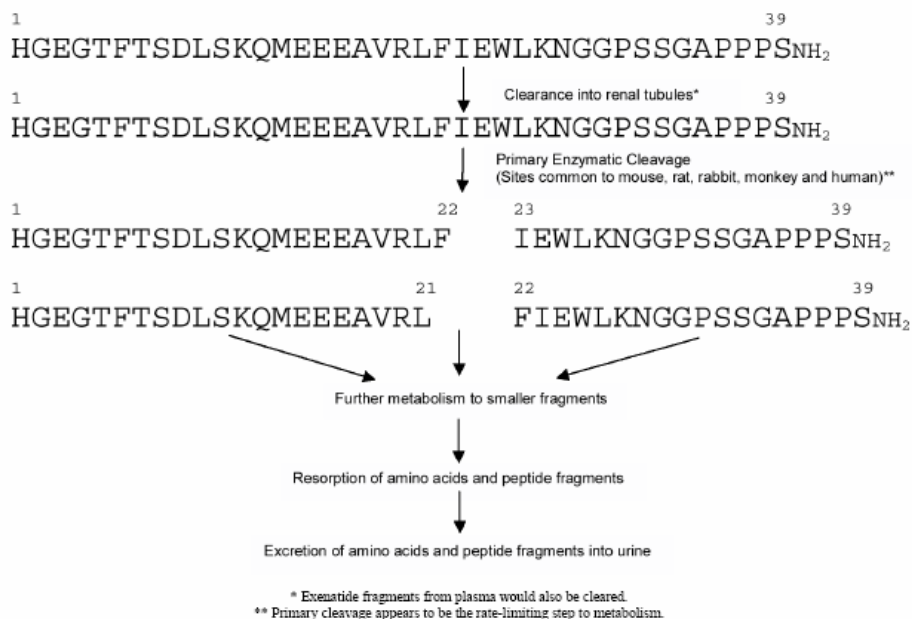 1 39
HGEGTFTSDLSKQMEEEAVRLFIEWLKNGGPSSGAPPPSNH₂
Clearance into renal tubules*
1 39
HGEGTFTSDLSKQMEEEAVRLFIEWLKNGGPSSGAPPPSNH₂
Primary Enzymatic Cleavage
(Sites common to mouse, rat, rabbit, monkey and human)**
1 22 23 39
HGEGTFTSDLSKQMEEEAVRLF IEWLKNGGPSSGAPPPSNH₂
1 21 22 39
HGEGTFTSDLSKQMEEEAVRL FIEWLKNGGPSSGAPPPSNH₂
Further metabolism to smaller fragments
Resorption of amino acids and peptide fragments
Excretion of amino acids and peptide fragments into urine
* Exenatide fragments from plasma would also be cleared.
** Primary cleavage appears to be the rate-limiting step to metabolism.